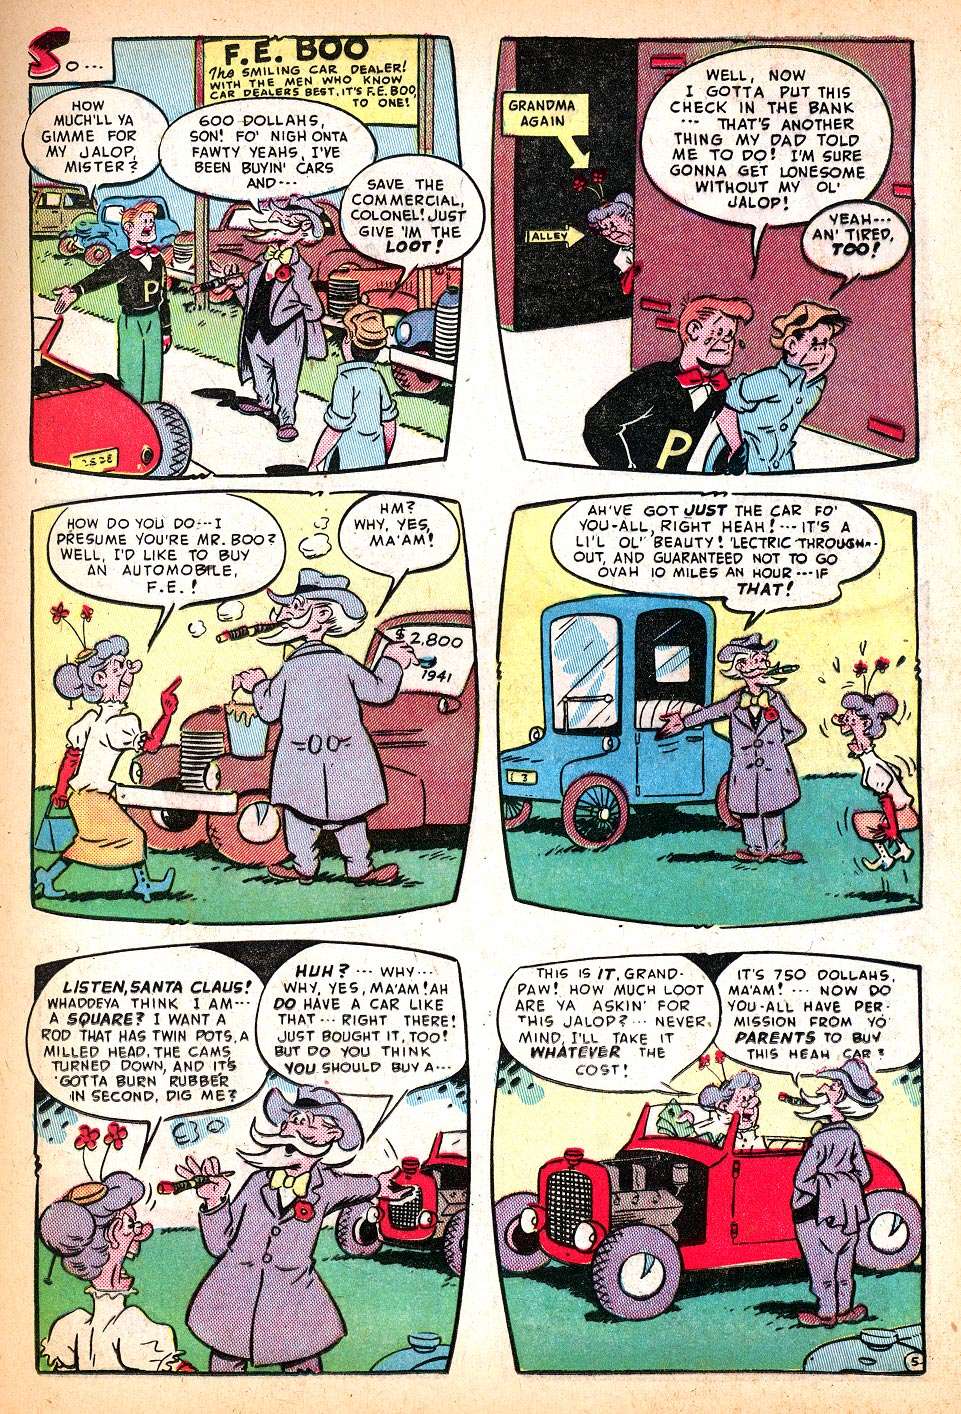 So...
F.E. BOO
The SMILING CAR DEALER!
WITH THE MEN WHO KNOW
CAR DEALERS BEST, IT'S F.E. BOO,
TO ONE!
HOW
MUCH'LL YA
GIMME FOR
MY JALOP,
MISTER?
600 DOLLAHS,
SON! FO' NIGH ONTA
FAWTY YEAHS, I'VE
BEEN BUYIN' CARS
AND---
SAVE THE
COMMERCIAL,
COLONEL! JUST
GIVE 'IM THE
LOOT!
P
GRANDMA
AGAIN
ALLEY
WELL, NOW
I GOTTA PUT THIS
CHECK IN THE BANK
--- THAT'S ANOTHER
THING MY DAD TOLD
ME TO DO! I'M SURE
GONNA GET LONESOME
WITHOUT MY OL'
JALOP!
YEAH---
AN' TIRED,
TOO!
P
HOW DO YOU DO---I
PRESUME YOU'RE MR. BOO?
WELL, I'D LIKE TO BUY
AN AUTOMOBILE,
F.E.!
HM?
WHY, YES,
MA'AM!
$2,800
1941
AH'VE GOT JUST THE CAR FO'
YOU-ALL, RIGHT HEAH! --- IT'S A
LI'L OL' BEAUTY! 'LECTRIC THROUGH-
OUT, AND GUARANTEED NOT TO GO
OVAH 10 MILES AN HOUR --- IF
THAT!
LISTEN, SANTA CLAUS!
WHADDEYA THINK I AM---
A SQUARE? I WANT A
ROD THAT HAS TWIN POTS, A
MILLED HEAD, THE CAMS
TURNED DOWN, AND IT'S
GOTTA BURN RUBBER
IN SECOND, DIG ME?
HUH? --- WHY---
WHY, YES, MA'AM! AH
DO HAVE A CAR LIKE
THAT --- RIGHT THERE!
JUST BOUGHT IT, TOO!
BUT DO YOU THINK
YOU SHOULD BUY A---
THIS IS IT, GRAND-
PAW! HOW MUCH LOOT
ARE YA ASKIN' FOR
THIS JALOP? --- NEVER
MIND, I'LL TAKE IT
WHATEVER THE
COST!
IT'S 750 DOLLAHS,
MA'AM! --- NOW DO
YOU-ALL HAVE PER-
MISSION FROM YO'
PARENTS TO BUY
THIS HEAH CAR?
5